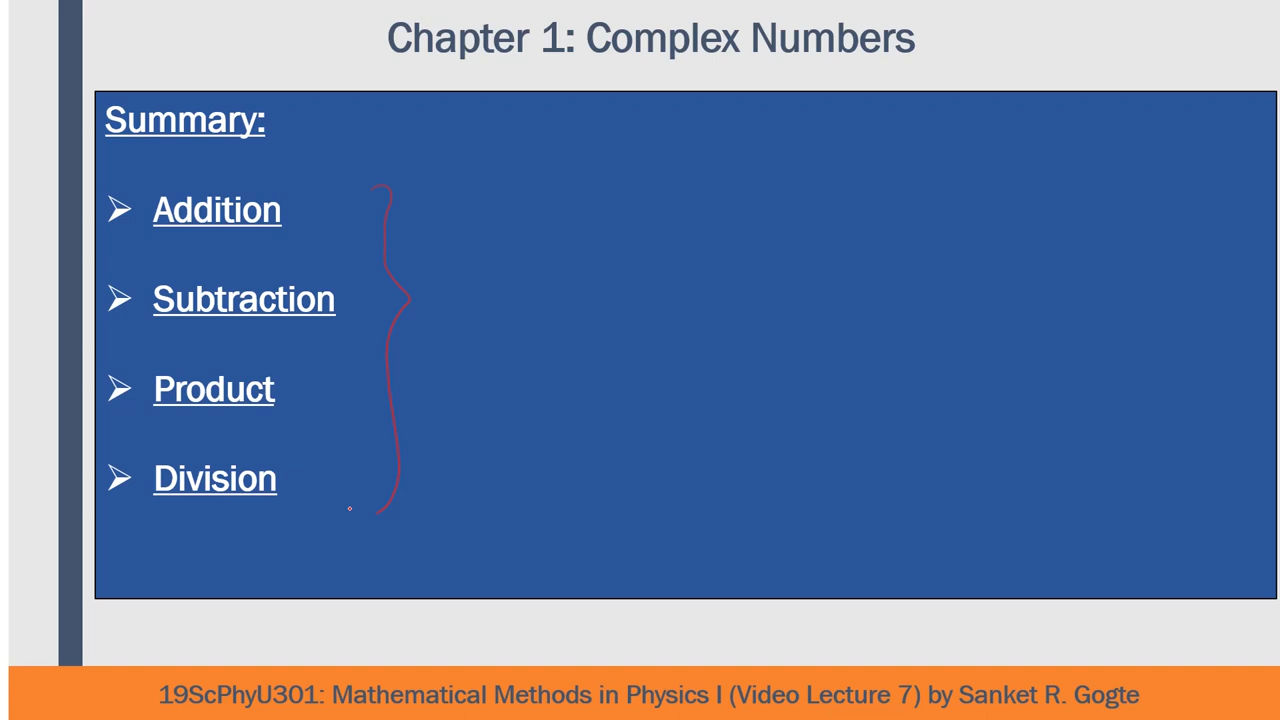 Chapter 1: Complex Numbers
Summary:
➢ Addition
➢ Subtraction
➢ Product
➢ Division
19ScPhyU301: Mathematical Methods in Physics I (Video Lecture 7) by Sanket R. Gogte